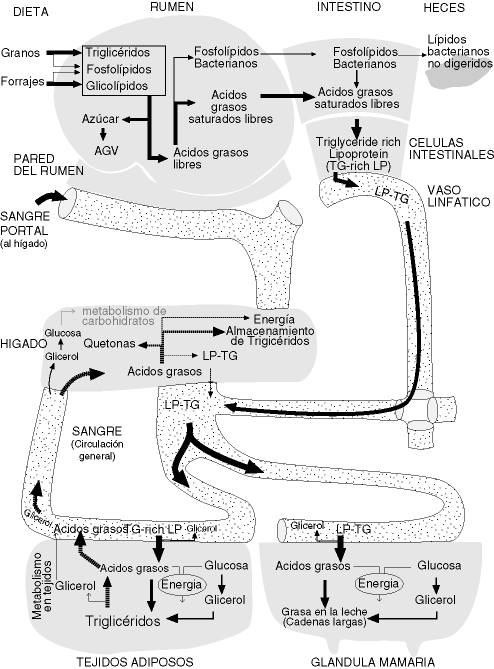 DIETA
RUMEN
INTESTINO
HECES
Granos
Forrajes
Triglicéridos
Fosfolípidos
Glicolípidos
Fosfolípidos
Bacterianos
Fosfolípidos
Bacterianos
Lípidos
bacterianos
no digeridos
Azúcar
AGV
Acidos
grasos
saturados libres
Acidos grasos
libres
Acidos grasos
saturados libres
Triglyceride rich
Lipoprotein
(TG-rich LP)
CELULAS
INTESTINALES
PARED
DEL RUMEN
LP-TG
VASO
LINFATICO
SANGRE
PORTAL
(al hígado)
metabolismo de
carbohidratos
Glucosa
Energía
Almacenamiento
de Trigicéridos
HIGADO
Quetonas
Glicerol
LP-TG
Acidos grasos
LP-TG
SANGRE
(Circulación
general)
Glicerol
Acidos grasos
TG-rich LP
Glicerol
Glicerol
LP-TG
Metabolismo
en tejidos
Acidos grasos
Glucosa
Energía
Glicerol
Glicerol
Triglicéridos
Acidos grasos
Glucosa
Energía
Glicerol
Grasa en la leche
(Cadenas largas)
TEJIDOS ADIPOSOS
GLANDULA MAMARIA